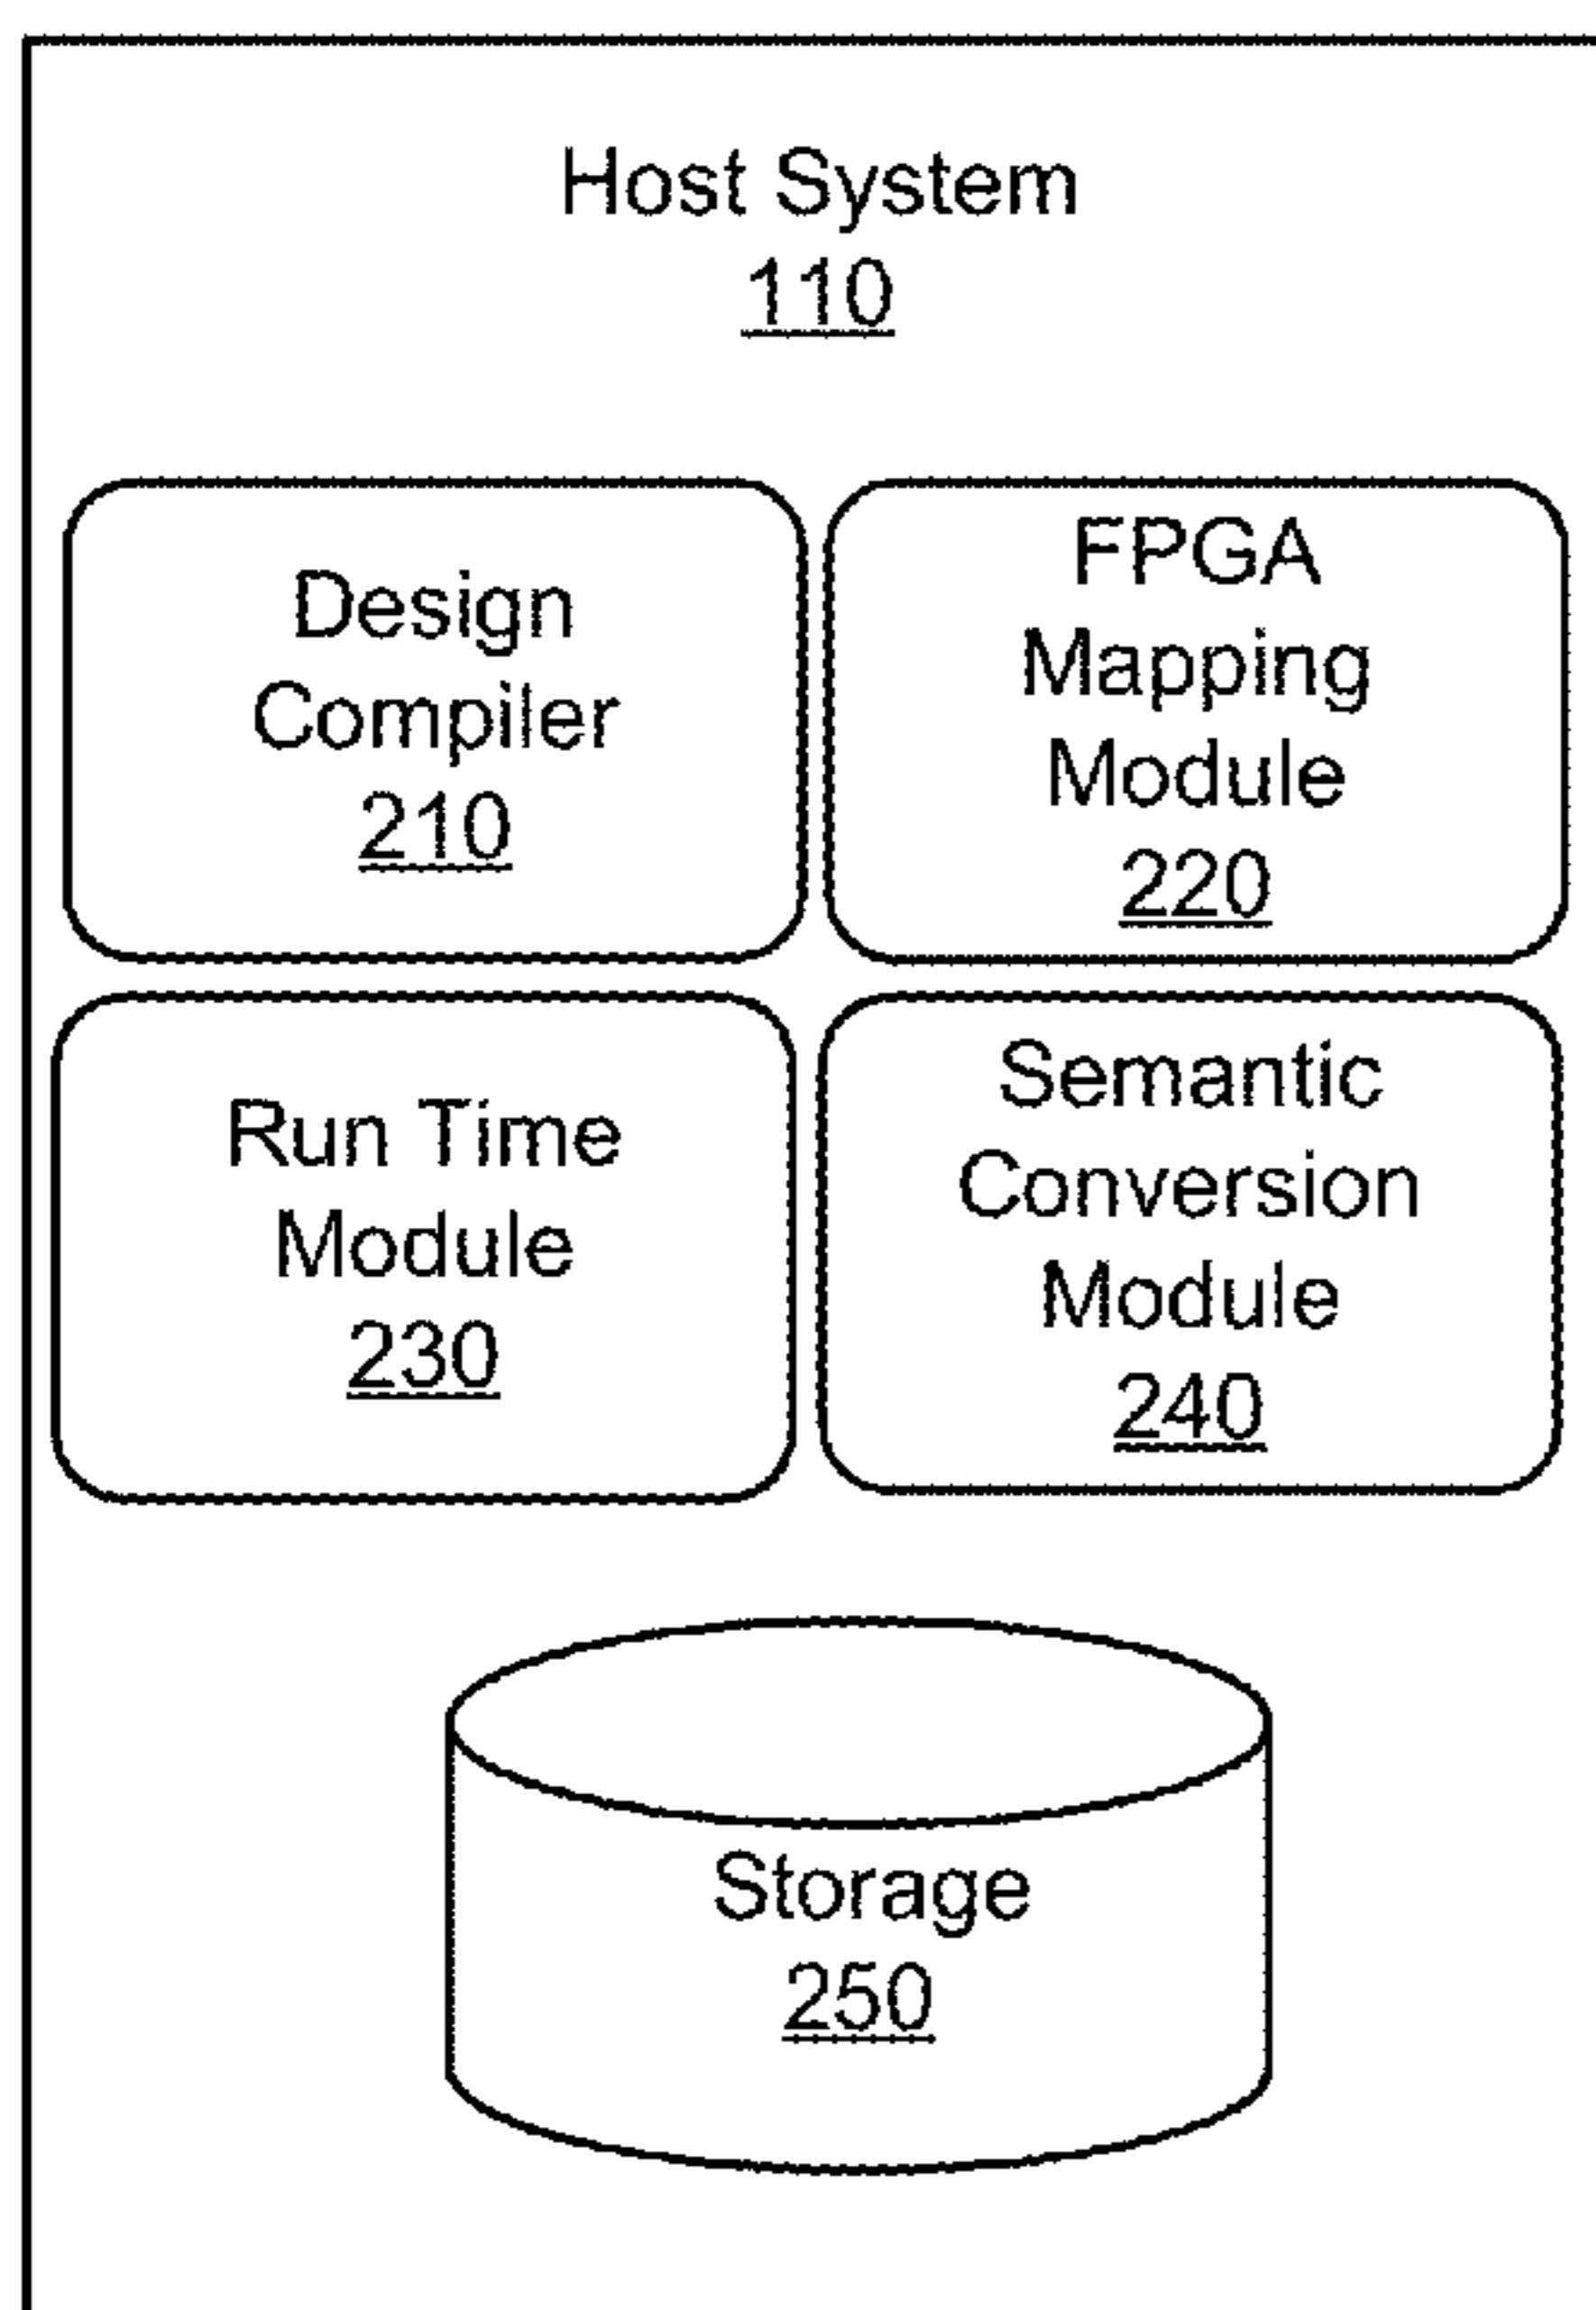 Host System
110
Design
Compiler
210
FPGA
Mapping
Module
220
Run Time
Module
230
Semantic
Conversion
Module
240
Storage
250